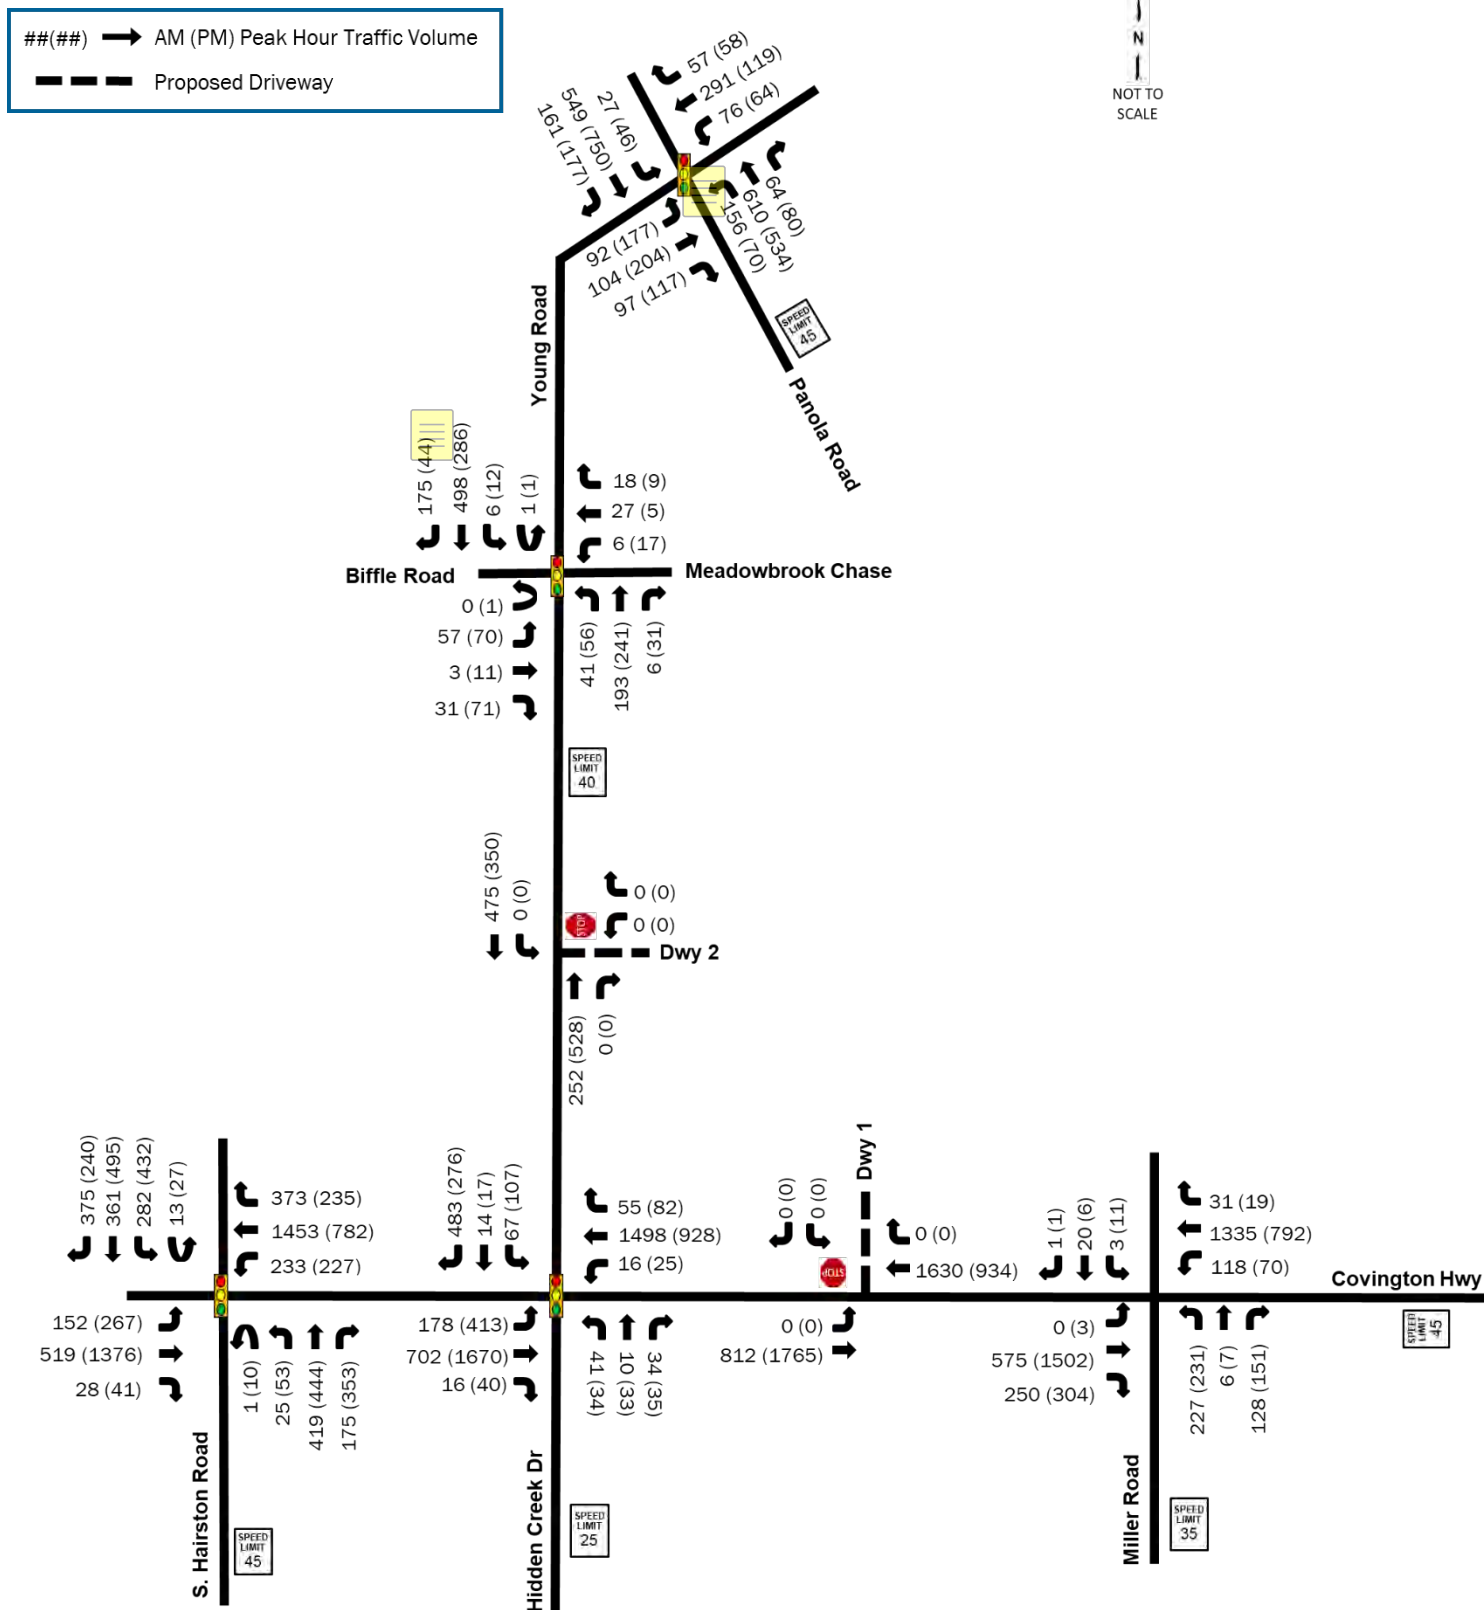 ##(##) AM (PM) Peak Hour Traffic Volume
Proposed Driveway
N
NOT TO
SCALE
57 (58)
291 (119)
76 (64)
27 (46)
549 (750)
161 (177)
64 (80)
610 (534)
156 (70)
92 (177)
104 (204)
97 (117)
SPEED
LIMIT
45
Panola Road
Young Road
175 (44)
498 (286)
6 (12)
1 (1)
18 (9)
27 (5)
6 (17)
Biffle Road
Meadowbrook Chase
0 (1)
57 (70)
3 (11)
31 (71)
41 (56)
193 (241)
6 (31)
SPEED
LIMIT
40
475 (350)
0 (0)
0 (0)
0 (0)
STOP
Dwy 2
252 (528)
0 (0)
375 (240)
361 (495)
282 (432)
13 (27)
373 (235)
1453 (782)
233 (227)
152 (267)
519 (1376)
28 (41)
1 (10)
25 (53)
419 (444)
175 (353)
S. Hairston Road
SPEED
LIMIT
45
483 (276)
14 (17)
67 (107)
55 (82)
1498 (928)
16 (25)
178 (413)
702 (1670)
16 (40)
41 (34)
10 (33)
34 (35)
Hidden Creek Dr
SPEED
LIMIT
25
Dwy 1
0 (0)
0 (0)
STOP
0 (0)
1630 (934)
0 (0)
812 (1765)
1 (1)
20 (6)
3 (11)
31 (19)
1335 (792)
118 (70)
Covington Hwy
SPEED
LIMIT
45
0 (3)
575 (1502)
250 (304)
227 (231)
6 (7)
128 (151)
Miller Road
SPEED
LIMIT
35